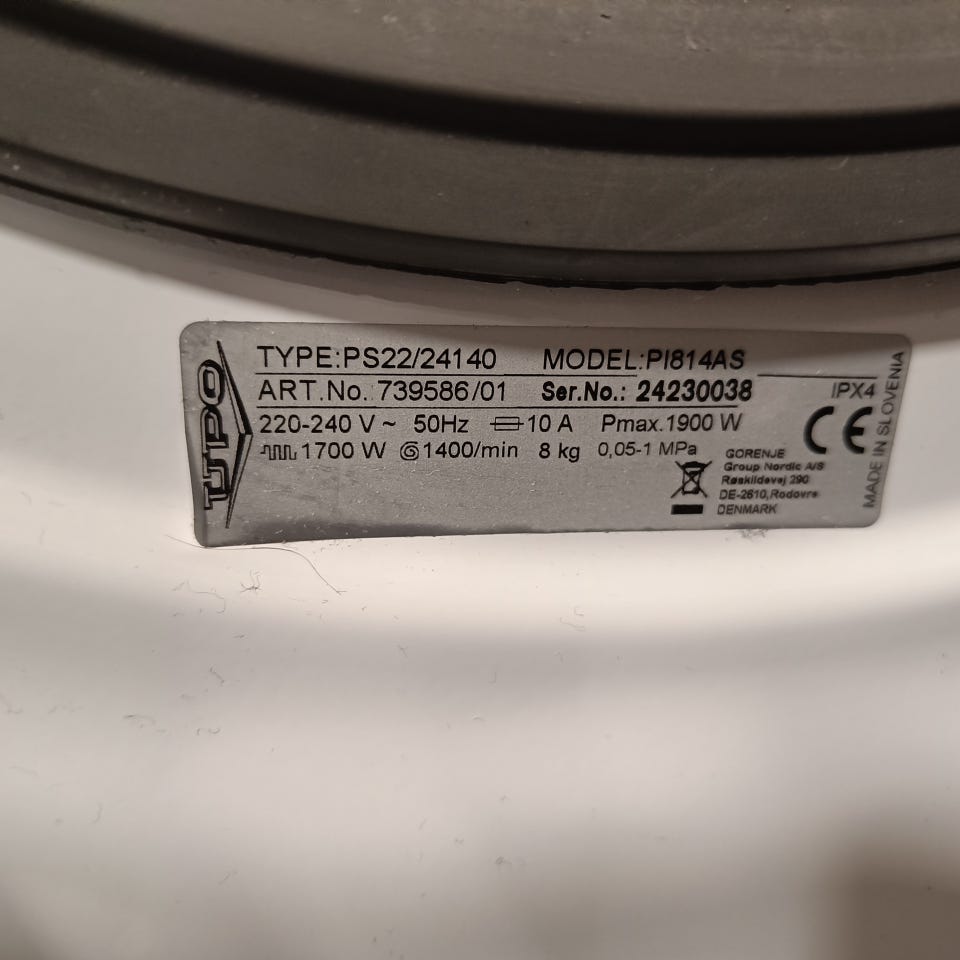 UPO
TYPE:PS22/24140 MODEL:PI814AS
ART.No. 739586/01 Ser.No.: 24230038
IPX4
220-240 V ~ 50Hz 10 A Pmax.1900 W
1700 W 1400/min 8 kg 0,05-1 MPa
CE
GORENJE
Group Nordic A/S
Røskildevej 290
DE-2610,Rodovre
DENMARK
MADE IN SLOVENIA